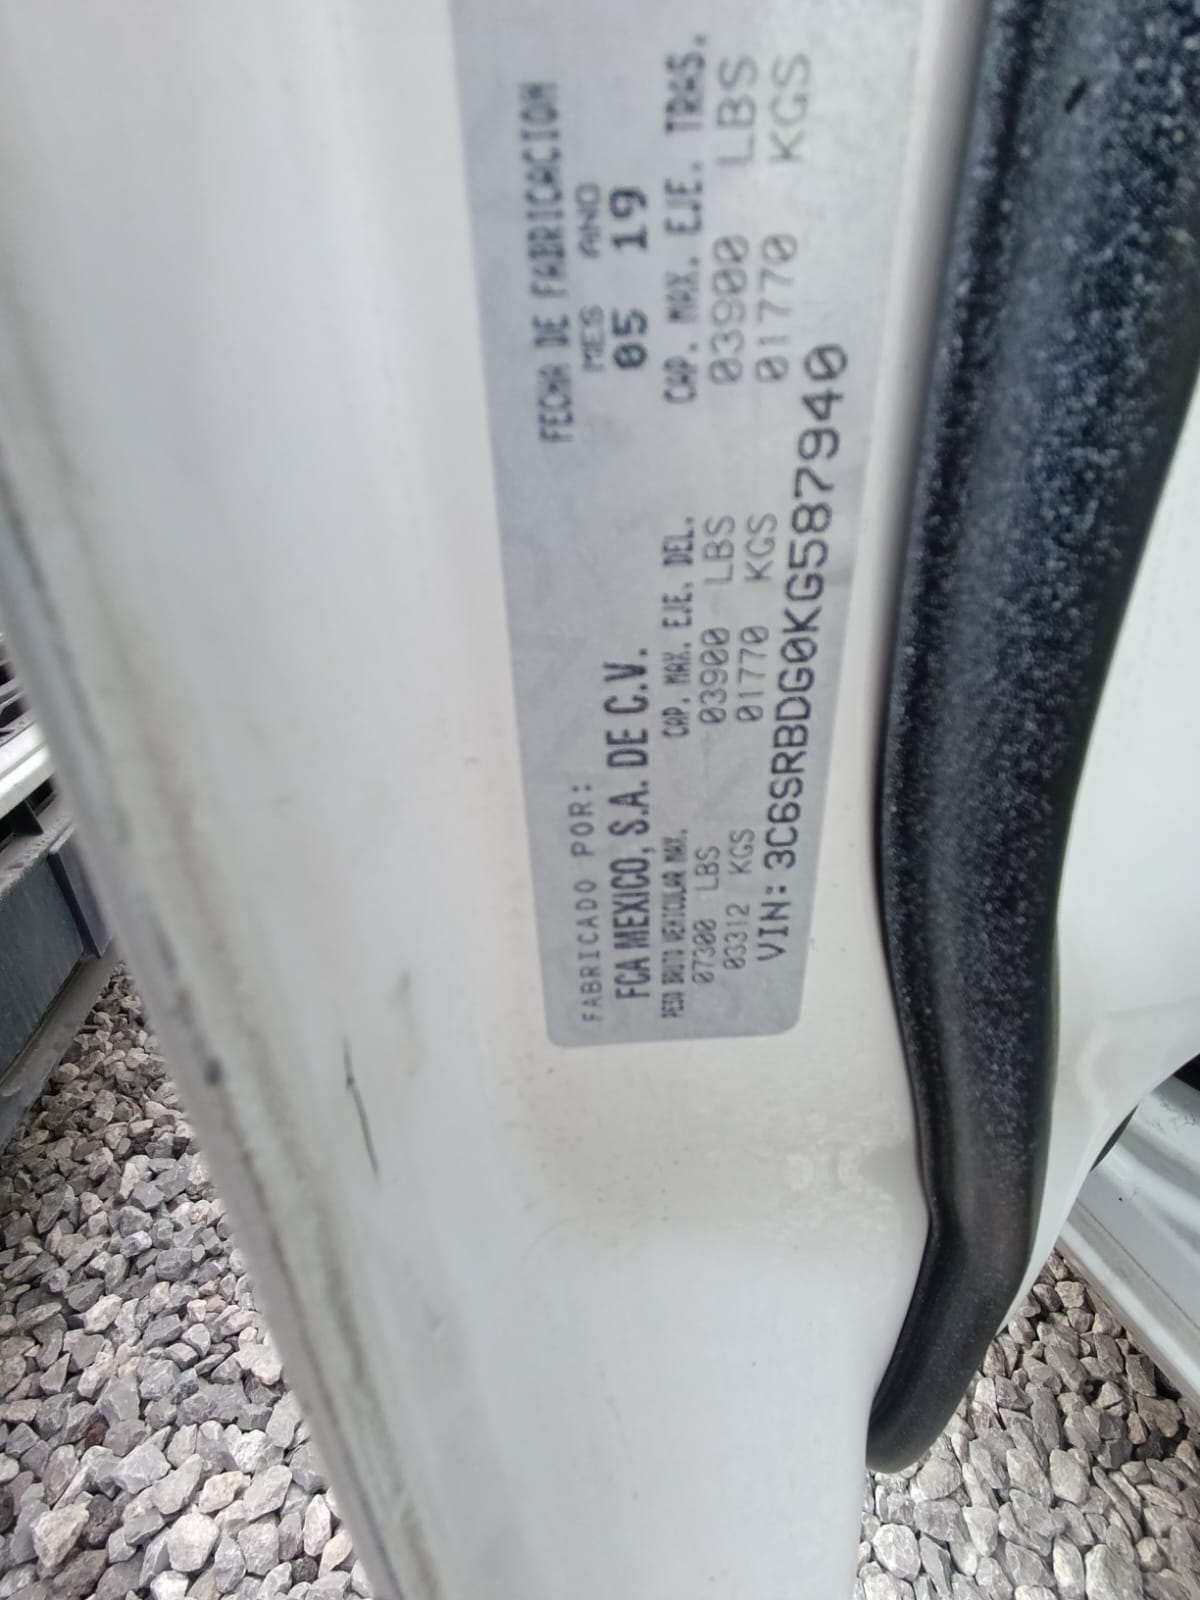 FECHA DE FABRICACION
MES ANO
05 19
FABRICADO POR:
FCA MEXICO, S.A. DE C.V.
PESO BRUTO VEHICULAR MAX. CAP. MAX. EJE. DEL. CAP. MAX. EJE. TRAS.
07300 LBS 03900 LBS 03900 LBS
03312 KGS 01770 KGS 01770 KGS
VIN: 3C6SRBDG0KG587940